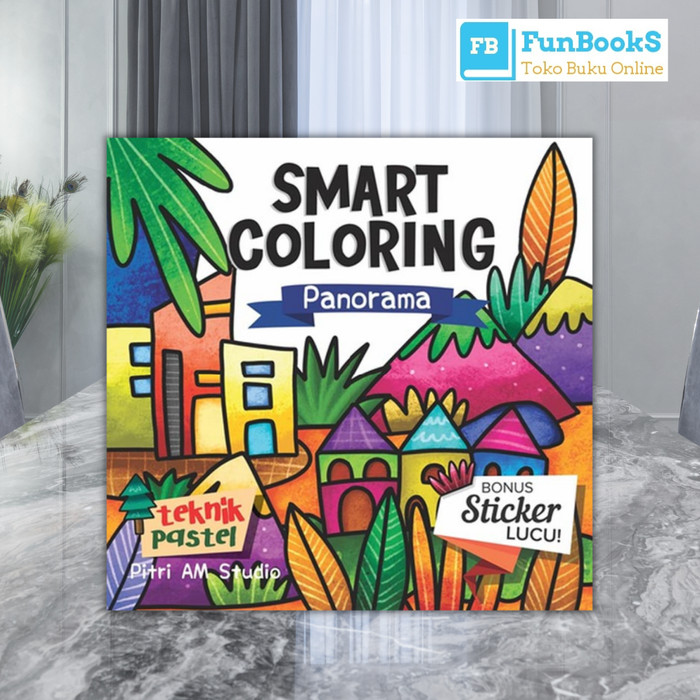 FB
FunBookS
Toko Buku Online
SMART
COLORING
Panorama
BONUS
Sticker
LUCU!
teknik
pastel
Pitri AM Studio